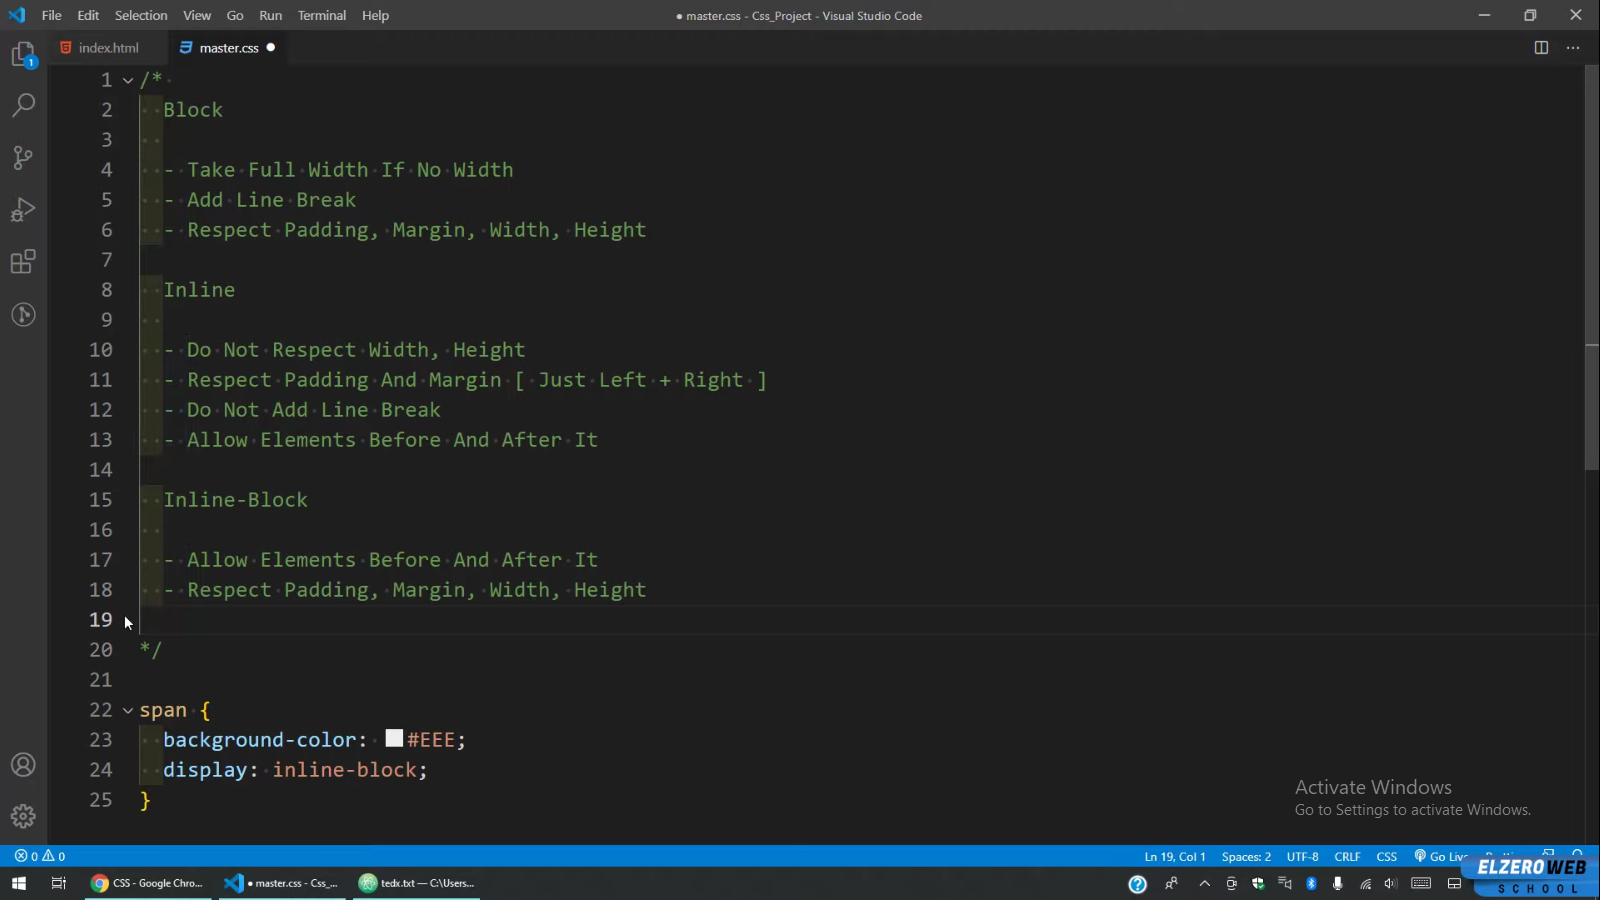 File Edit Selection View Go Run Terminal Help
● master.css - Css_Project - Visual Studio Code
index.html
master.css
1 /*
2 Block
3
4 - Take Full Width If No Width
5 - Add Line Break
6 - Respect Padding, Margin, Width, Height
7
8 Inline
9
10 - Do Not Respect Width, Height
11 - Respect Padding And Margin [ Just Left + Right ]
12 - Do Not Add Line Break
13 - Allow Elements Before And After It
14
15 Inline-Block
16
17 - Allow Elements Before And After It
18 - Respect Padding, Margin, Width, Height
19
20 */
21
22 span {
23 background-color: #EEE;
24 display: inline-block;
25 }
1
Activate Windows
Go to Settings to activate Windows.
0 0
Ln 19, Col 1 Spaces: 2 UTF-8 CRLF CSS Go Live
CSS - Google Chro...
● master.css - Css_...
tedx.txt — C:\Users...
ELZERO WEB
SCHOOL